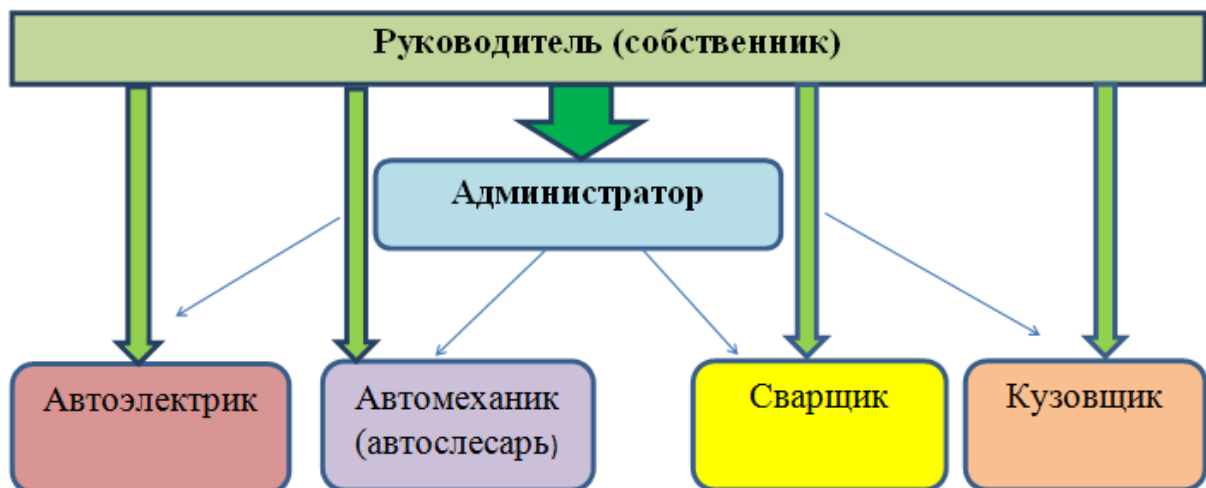 Руководитель (собственник)
Администратор
Автоэлектрик
Автомеханик
(автослесарь)
Сварщик
Кузовщик